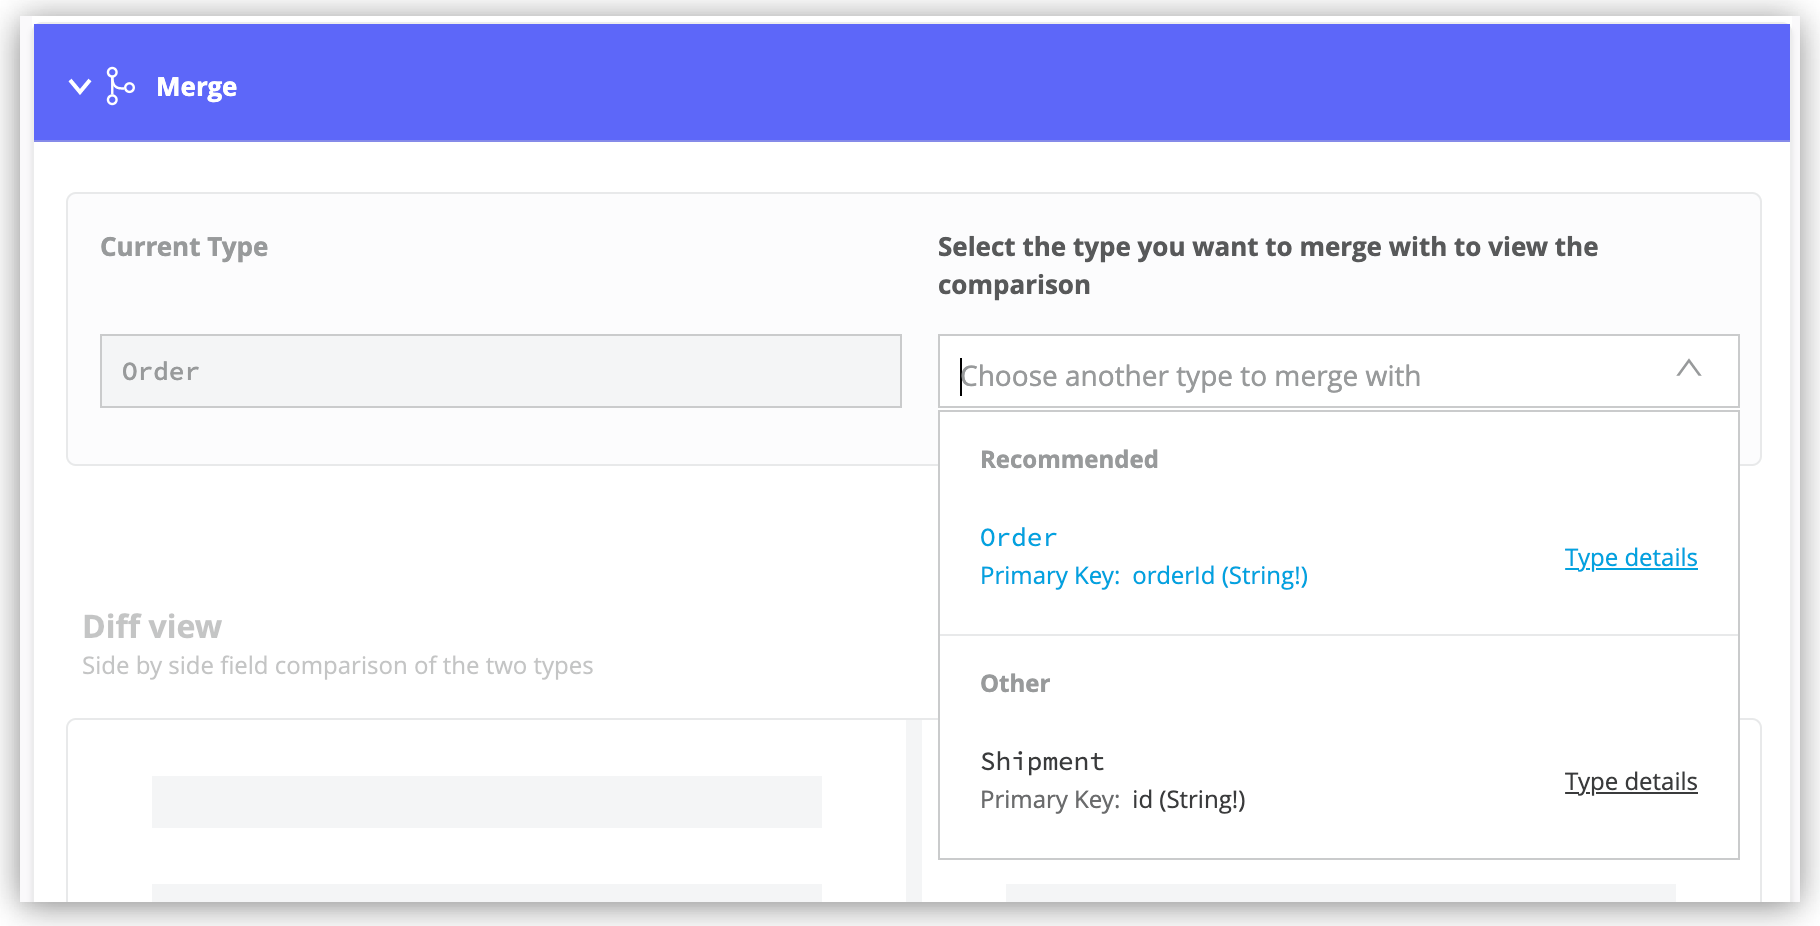 Merge
Current Type
Select the type you want to merge with to view the
comparison
Order
Choose another type to merge with
Recommended
Order
Primary Key: orderId (String!)
Type details
Other
Shipment
Primary Key: id (String!)
Type details
Diff view
Side by side field comparison of the two types